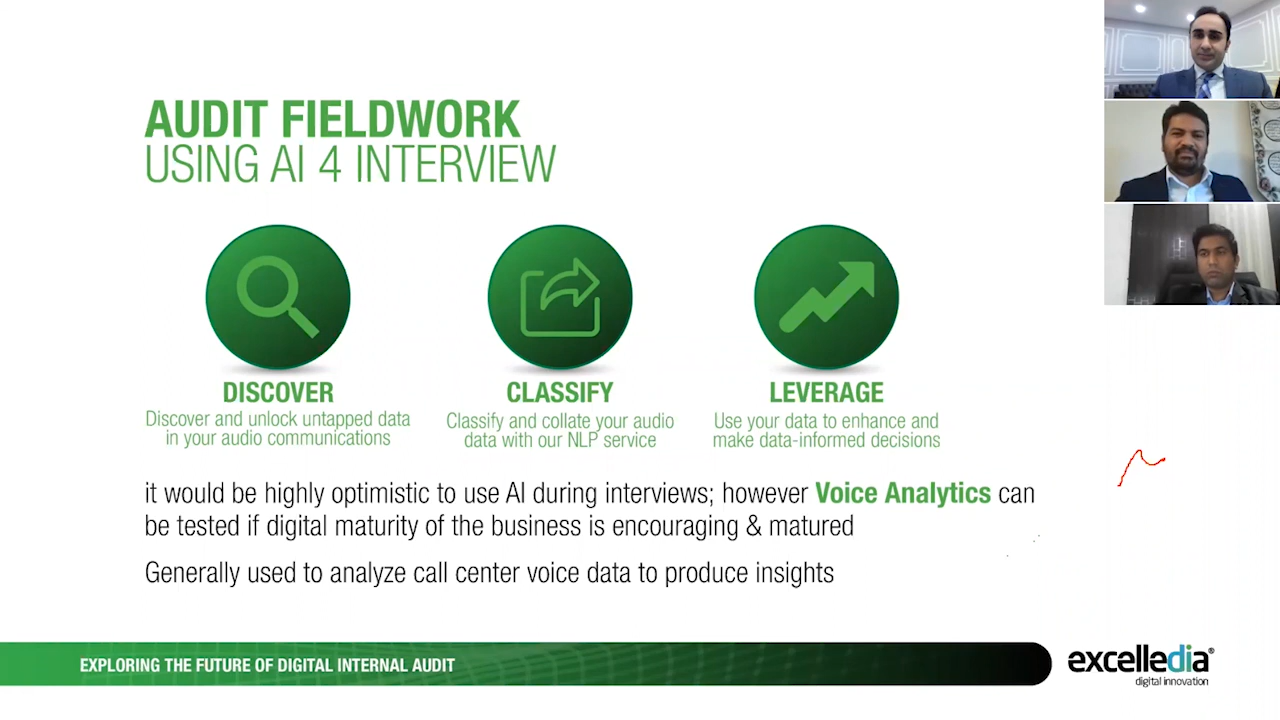 AUDIT FIELDWORK
USING AI 4 INTERVIEW
DISCOVER
Discover and unlock untapped data
in your audio communications
CLASSIFY
Classify and collate your audio
data with our NLP service
LEVERAGE
Use your data to enhance and
make data-informed decisions
it would be highly optimistic to use AI during interviews; however Voice Analytics can
be tested if digital maturity of the business is encouraging & matured
Generally used to analyze call center voice data to produce insights
EXPLORING THE FUTURE OF DIGITAL INTERNAL AUDIT
excelledia®
digital innovation